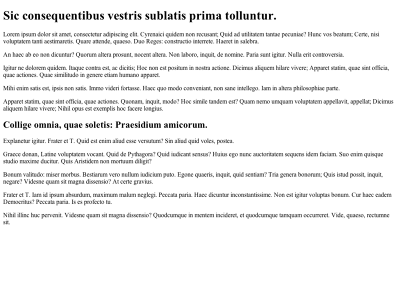 Sic consequentibus vestris sublatis prima tolluntur.
Lorem ipsum dolor sit amet, consectetur adipiscing elit. Cyrenaici quidem non recusant; Quid ad utilitatem tantae pecuniae? Hunc vos beatum; Certe, nisi
voluptatem tanti aestimaretis. Quare attende, quaeso. Duo Reges: constructio interrete. Haeret in salebra.
An haec ab eo non dicuntur? Quorum altera prosunt, nocent altera. Non laboro, inquit, de nomine. Paria sunt igitur. Nulla erit controversia.
Igitur ne dolorem quidem. Itaque contra est, ac dicitis; Hoc non est positum in nostra actione. Dicimus aliquem hilare vivere; Apparet statim, quae sint officia,
quae actiones. Quae similitudo in genere etiam humano apparet.
Mihi enim satis est, ipsis non satis. Immo videri fortasse. Haec quo modo conveniant, non sane intellego. Iam in altera philosophiae parte.
Apparet statim, quae sint officia, quae actiones. Quonam, inquit, modo? Hoc simile tandem est? Quam nemo umquam voluptatem appellavit, appellat; Dicimus
aliquem hilare vivere; Nihil opus est exemplis hoc facere longius.
Collige omnia, quae soletis: Praesidium amicorum.
Explanetur igitur. Frater et T. Quid est enim aliud esse versutum? Sin aliud quid voles, postea.
Graece donan, Latine voluptatem vocant. Quid de Pythagora? Quid iudicant sensus? Huius ego nunc auctoritatem sequens idem faciam. Suo enim quisque
studio maxime ducitur. Quis Aristidem non mortuum diligit?
Bonum valitudo: miser morbus. Bestiarum vero nullum iudicium puto. Egone quaeris, inquit, quid sentiam? Tria genera bonorum; Quis istud possit, inquit,
negare? Videsne quam sit magna dissensio? At certe gravius.
Frater et T. Iam id ipsum absurdum, maximum malum neglegi. Peccata paria. Haec dicuntur inconstantissime. Non est igitur voluptas bonum. Cur haec eadem
Democritus? Peccata paria. Is es profecto tu.
Nihil illinc huc pervenit. Videsne quam sit magna dissensio? Quodcumque in mentem incideret, et quodcumque tamquam occurreret. Vide, quaeso, rectumne
sit.